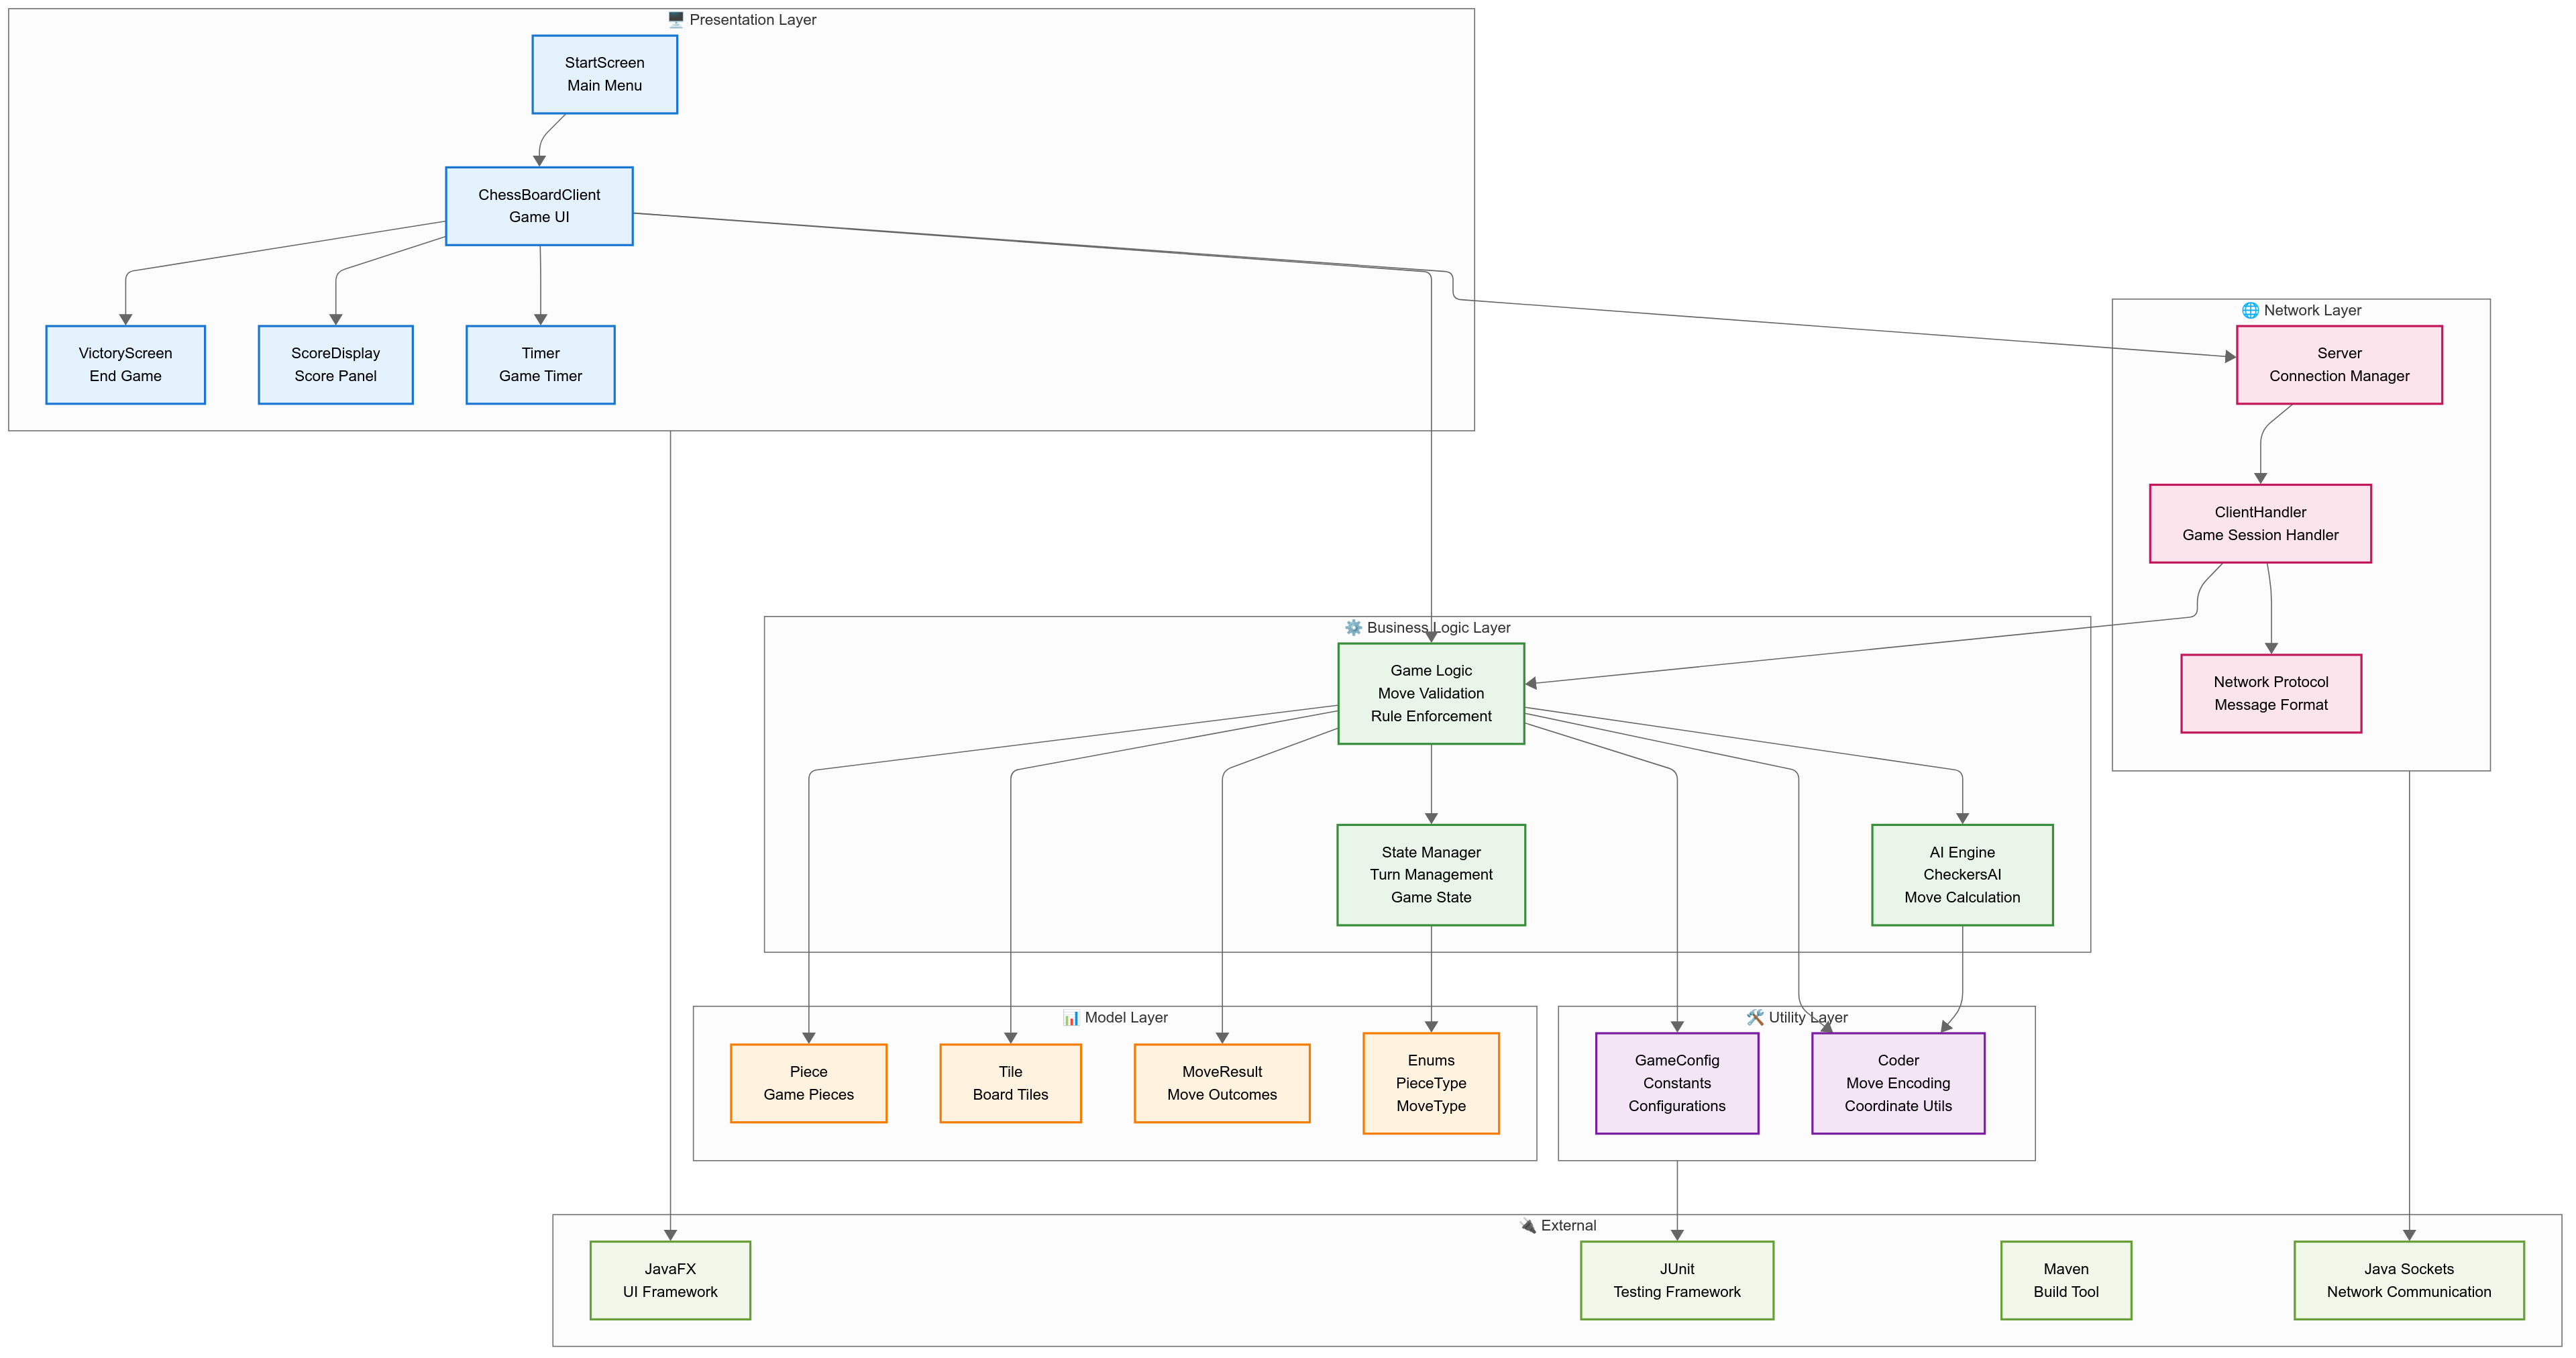 🖥️ Presentation Layer
StartScreen
Main Menu
ChessBoardClient
Game UI
VictoryScreen
End Game
ScoreDisplay
Score Panel
Timer
Game Timer
🌐 Network Layer
Server
Connection Manager
ClientHandler
Game Session Handler
Network Protocol
Message Format
⚙️ Business Logic Layer
Game Logic
Move Validation
Rule Enforcement
State Manager
Turn Management
Game State
AI Engine
CheckersAI
Move Calculation
📊 Model Layer
Piece
Game Pieces
Tile
Board Tiles
MoveResult
Move Outcomes
Enums
PieceType
MoveType
🛠️ Utility Layer
GameConfig
Constants
Configurations
Coder
Move Encoding
Coordinate Utils
🔌 External
JavaFX
UI Framework
JUnit
Testing Framework
Maven
Build Tool
Java Sockets
Network Communication